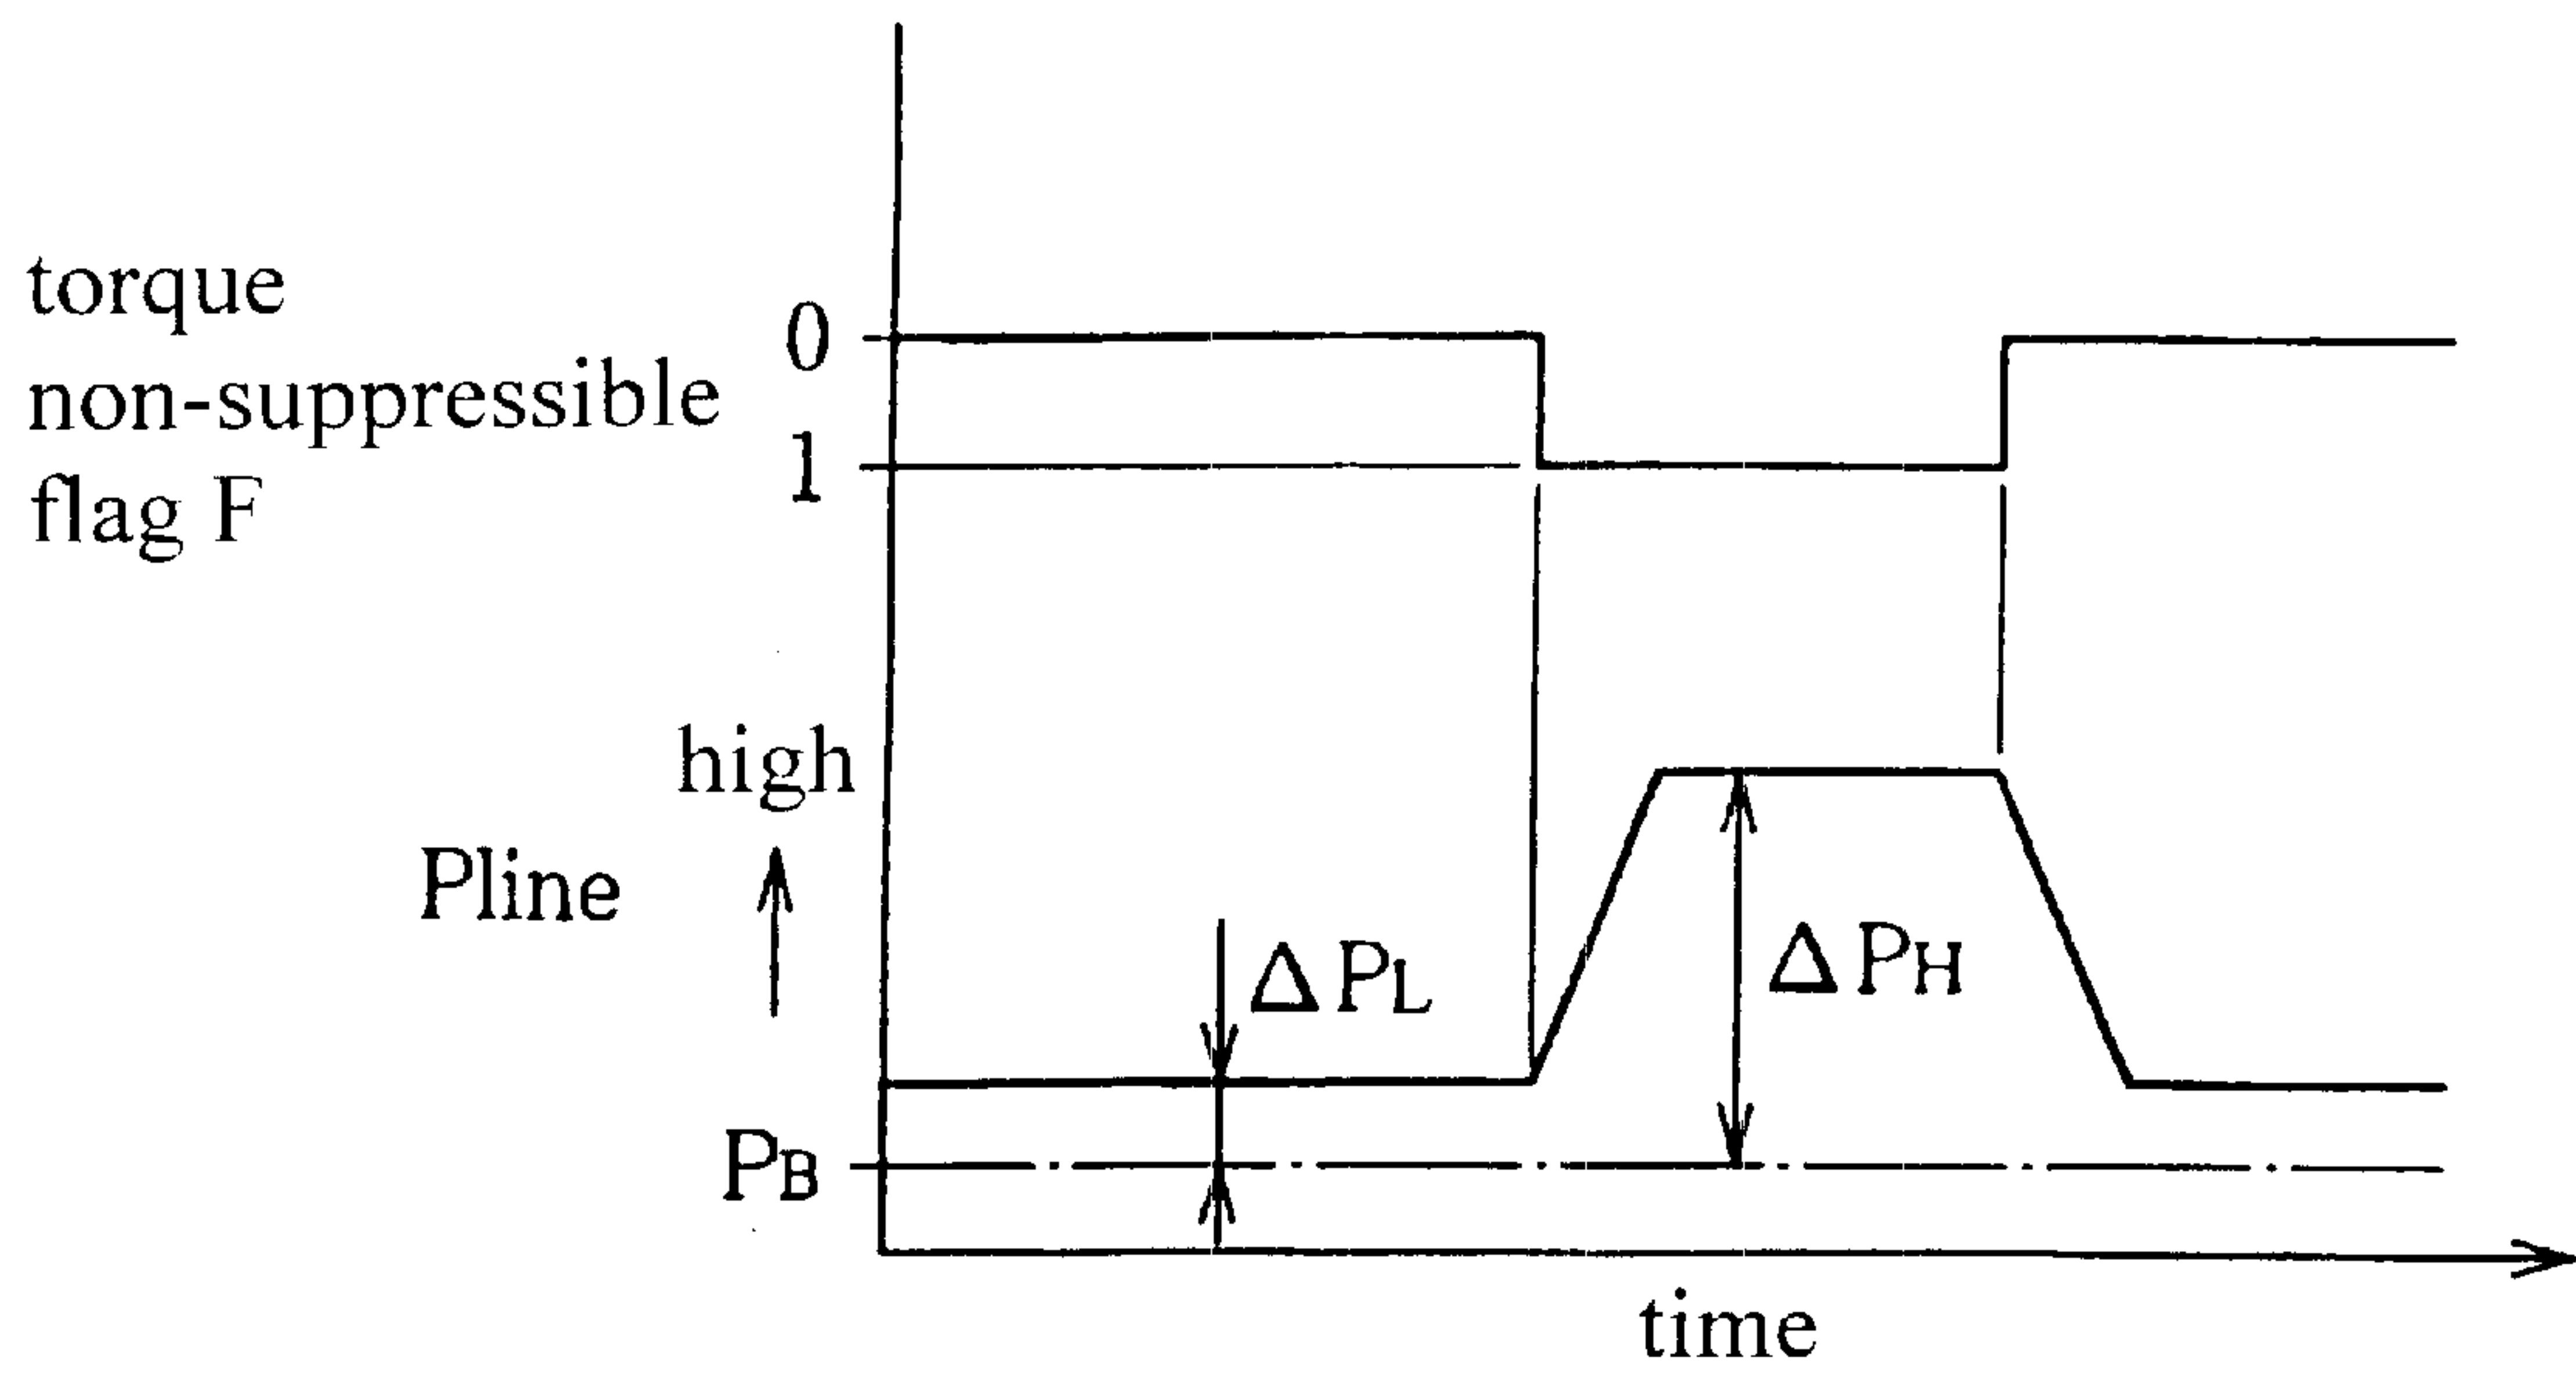 torque
non-suppressible
flag F
0
1
high
Pline
ΔPL
ΔPH
PB
time